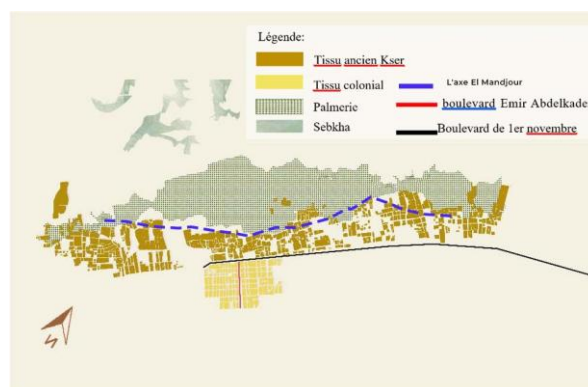 Légende:
Tissu ancien Kser
Tissu colonial
Palmerie
Sebkha
L'axe El Mandjour
boulevard Emir Abdelkade
Boulevard de 1er novembre
N